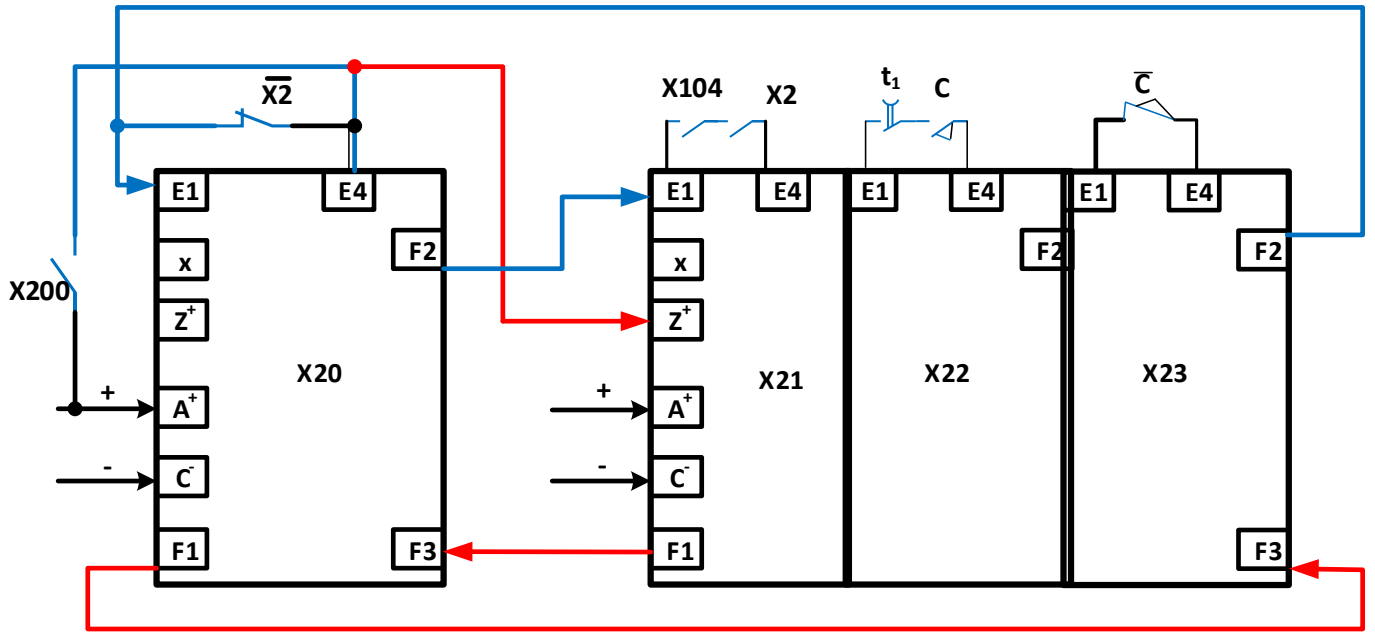 X̅2̅
X104 X2
t₁ C
C̅
E1 E4
E1 E4
E1 E4
E1 E4
F2
F2
F2
x
x
X200
Z⁺
Z⁺
X20
X21
X22
X23
+ A⁺
+ A⁺
- C⁻
- C⁻
F1 F3
F1
F3